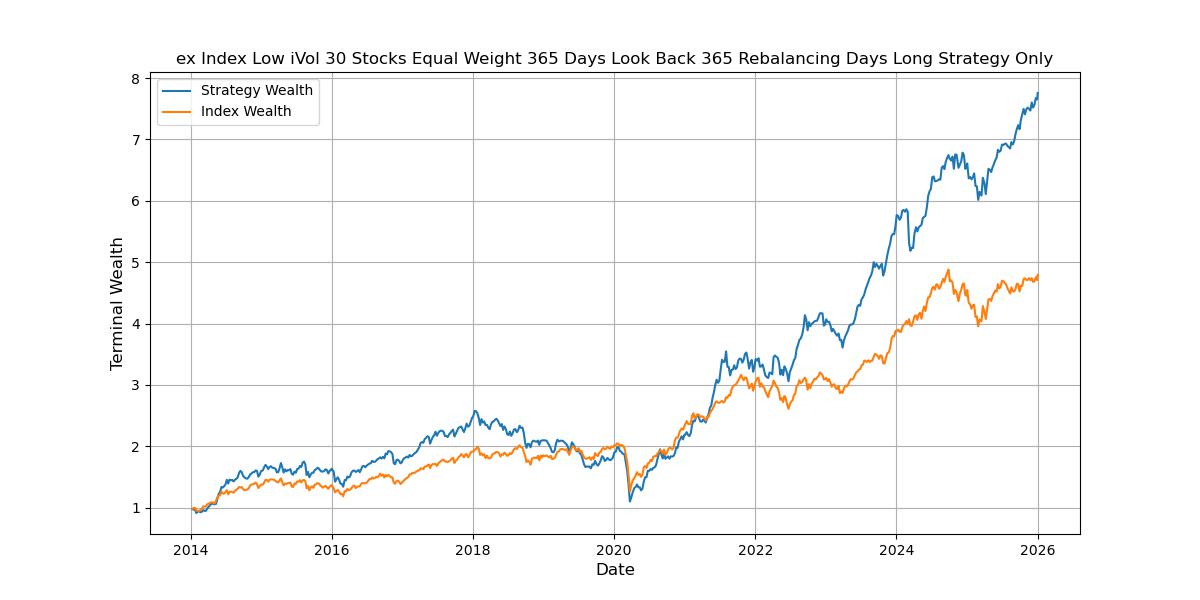 ex Index Low iVol 30 Stocks Equal Weight 365 Days Look Back 365 Rebalancing Days Long Strategy Only
Strategy Wealth
Index Wealth
Terminal Wealth
8
7
6
5
4
3
2
1
2014 2016 2018 2020 2022 2024 2026
Date